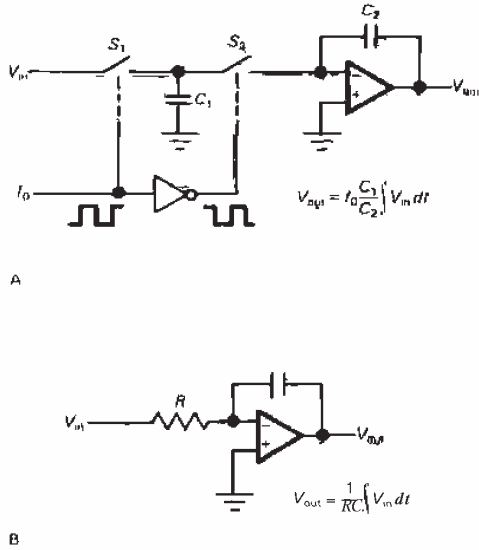 C₂
S₁
S₂
Vin
C₁
Vout
f₀
Vout = f₀ C₁/C₂ ∫ Vin dt
A
R
Vin
Vout
Vout = 1/RC ∫ Vin dt
B